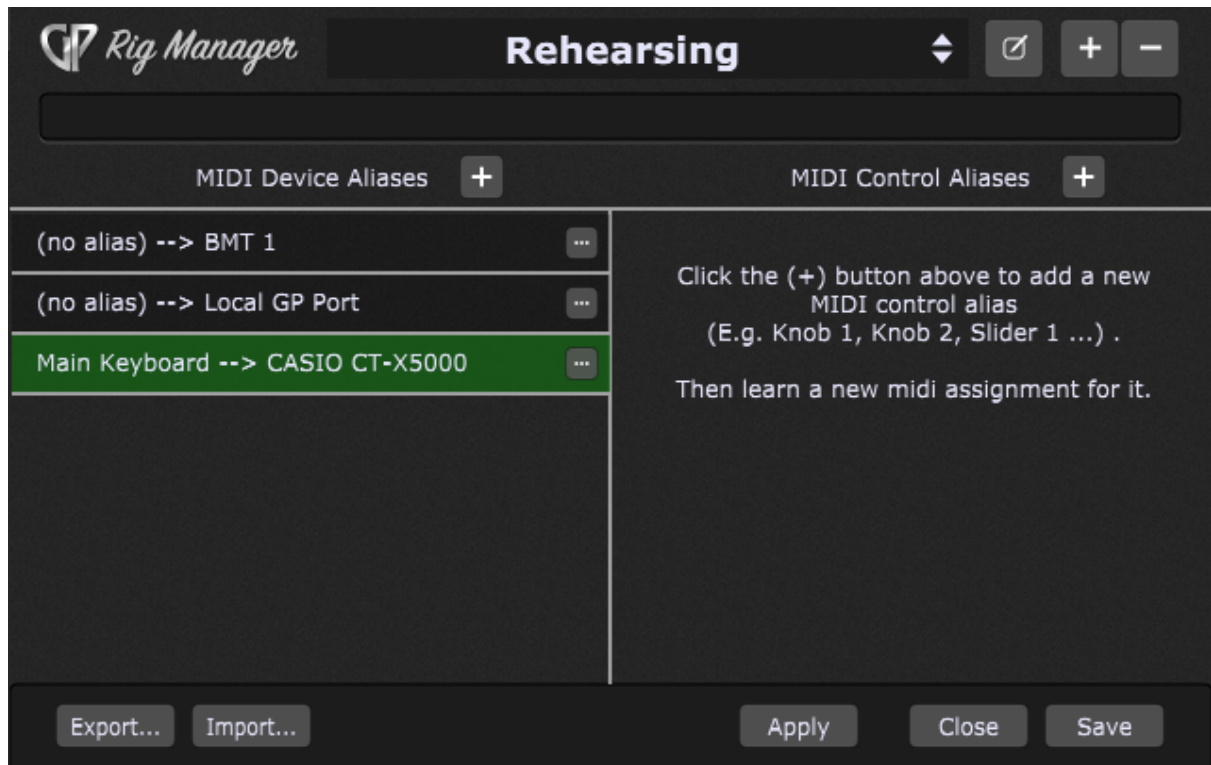 GP Rig Manager Rehearsing + −
MIDI Device Aliases + MIDI Control Aliases +
(no alias) --> BMT 1 ...
(no alias) --> Local GP Port ...
Main Keyboard --> CASIO CT-X5000 ...
Click the (+) button above to add a new
MIDI control alias
(E.g. Knob 1, Knob 2, Slider 1 ...) .
Then learn a new midi assignment for it.
Export... Import... Apply Close Save